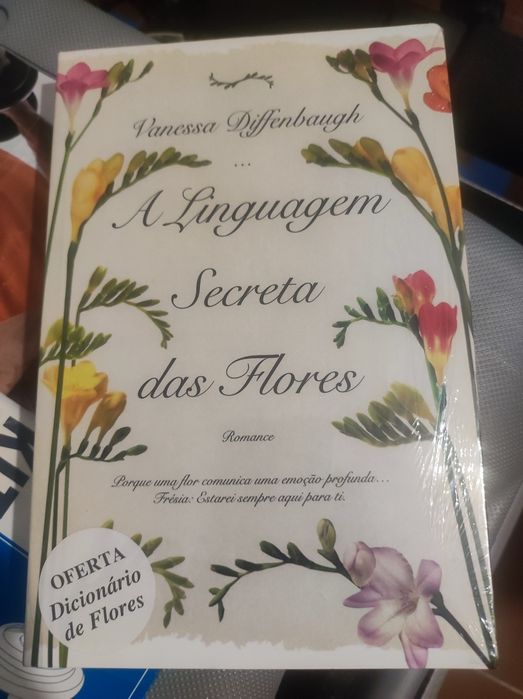 Vanessa Diffenbaugh
...
A Linguagem
Secreta
das Flores
Romance
Porque uma flor comunica uma emoção profunda...
Frésia: Estarei sempre aqui para ti.
OFERTA
Dicionário
de Flores